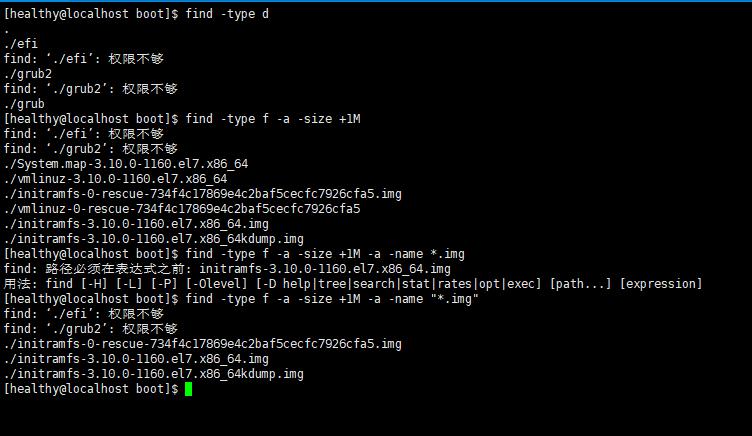 [healthy@localhost boot]$ find -type d
.
./efi
find: ‘./efi’: 权限不够
./grub2
find: ‘./grub2’: 权限不够
./grub
[healthy@localhost boot]$ find -type f -a -size +1M
find: ‘./efi’: 权限不够
find: ‘./grub2’: 权限不够
./System.map-3.10.0-1160.el7.x86_64
./vmlinuz-3.10.0-1160.el7.x86_64
./initramfs-0-rescue-734f4c17869e4c2baf5cecfc7926cfa5.img
./vmlinuz-0-rescue-734f4c17869e4c2baf5cecfc7926cfa5
./initramfs-3.10.0-1160.el7.x86_64.img
./initramfs-3.10.0-1160.el7.x86_64kdump.img
[healthy@localhost boot]$ find -type f -a -size +1M -a -name *.img
find: 路径必须在表达式之前: initramfs-3.10.0-1160.el7.x86_64.img
用法: find [-H] [-L] [-P] [-Olevel] [-D help|tree|search|stat|rates|opt|exec] [path...] [expression]
[healthy@localhost boot]$ find -type f -a -size +1M -a -name "*.img"
find: ‘./efi’: 权限不够
find: ‘./grub2’: 权限不够
./initramfs-0-rescue-734f4c17869e4c2baf5cecfc7926cfa5.img
./initramfs-3.10.0-1160.el7.x86_64.img
./initramfs-3.10.0-1160.el7.x86_64kdump.img
[healthy@localhost boot]$